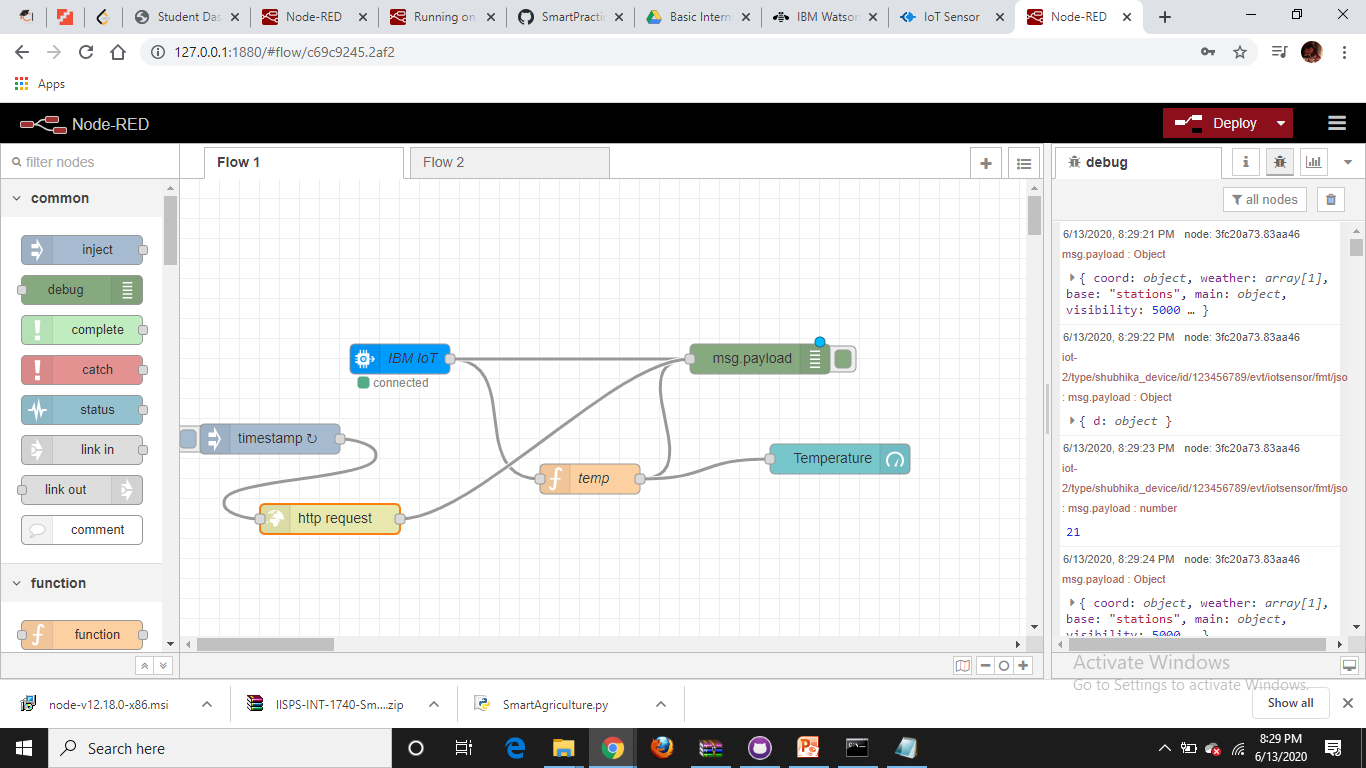 Student Das
Node-RED
Running on
SmartPractic
Basic Intern
IBM Watson
IoT Sensor
Node-RED
127.0.0.1:1880/#flow/c69c9245.2af2
Apps
Node-RED
Deploy
filter nodes
Flow 1
Flow 2
debug
i
all nodes
common
inject
debug
complete
catch
status
link in
link out
comment
function
function
IBM IoT
connected
msg.payload
timestamp ↻
temp
Temperature
http request
6/13/2020, 8:29:21 PM node: 3fc20a73.83aa46
msg.payload : Object
{ coord: object, weather: array[1],
base: "stations", main: object,
visibility: 5000 … }
6/13/2020, 8:29:22 PM node: 3fc20a73.83aa46
iot-
2/type/shubhika_device/id/123456789/evt/iotsensor/fmt/jso
: msg.payload : Object
{ d: object }
6/13/2020, 8:29:23 PM node: 3fc20a73.83aa46
iot-
2/type/shubhika_device/id/123456789/evt/iotsensor/fmt/jso
: msg.payload : number
21
6/13/2020, 8:29:24 PM node: 3fc20a73.83aa46
msg.payload : Object
{ coord: object, weather: array[1],
base: "stations", main: object,
visibility: 5000 … }
Activate Windows
Go to Settings to activate Windows.
node-v12.18.0-x86.msi
IISPS-INT-1740-Sm....zip
SmartAgriculture.py
Show all
Search here
8:29 PM
6/13/2020